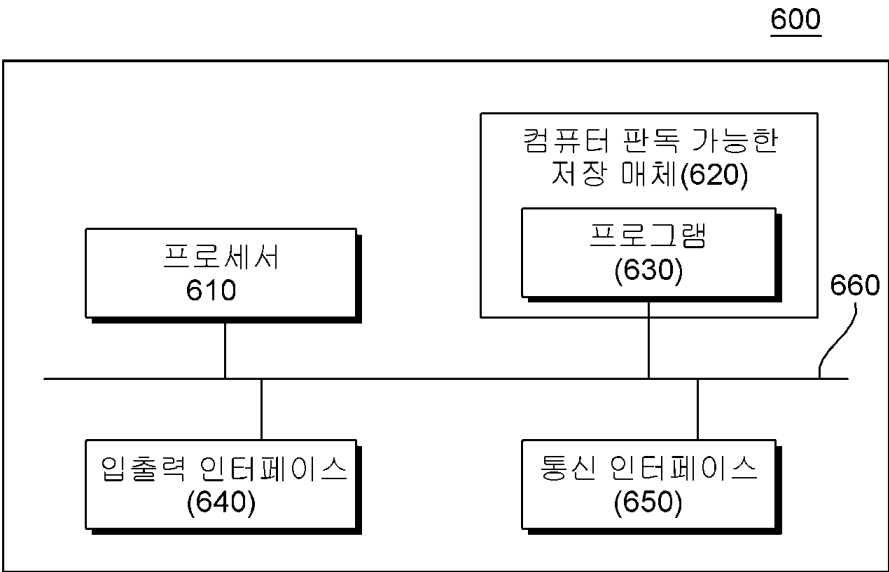 600
컴퓨터 판독 가능한
저장 매체(620)
프로그램
(630)
프로세서
610
660
입출력 인터페이스
(640)
통신 인터페이스
(650)